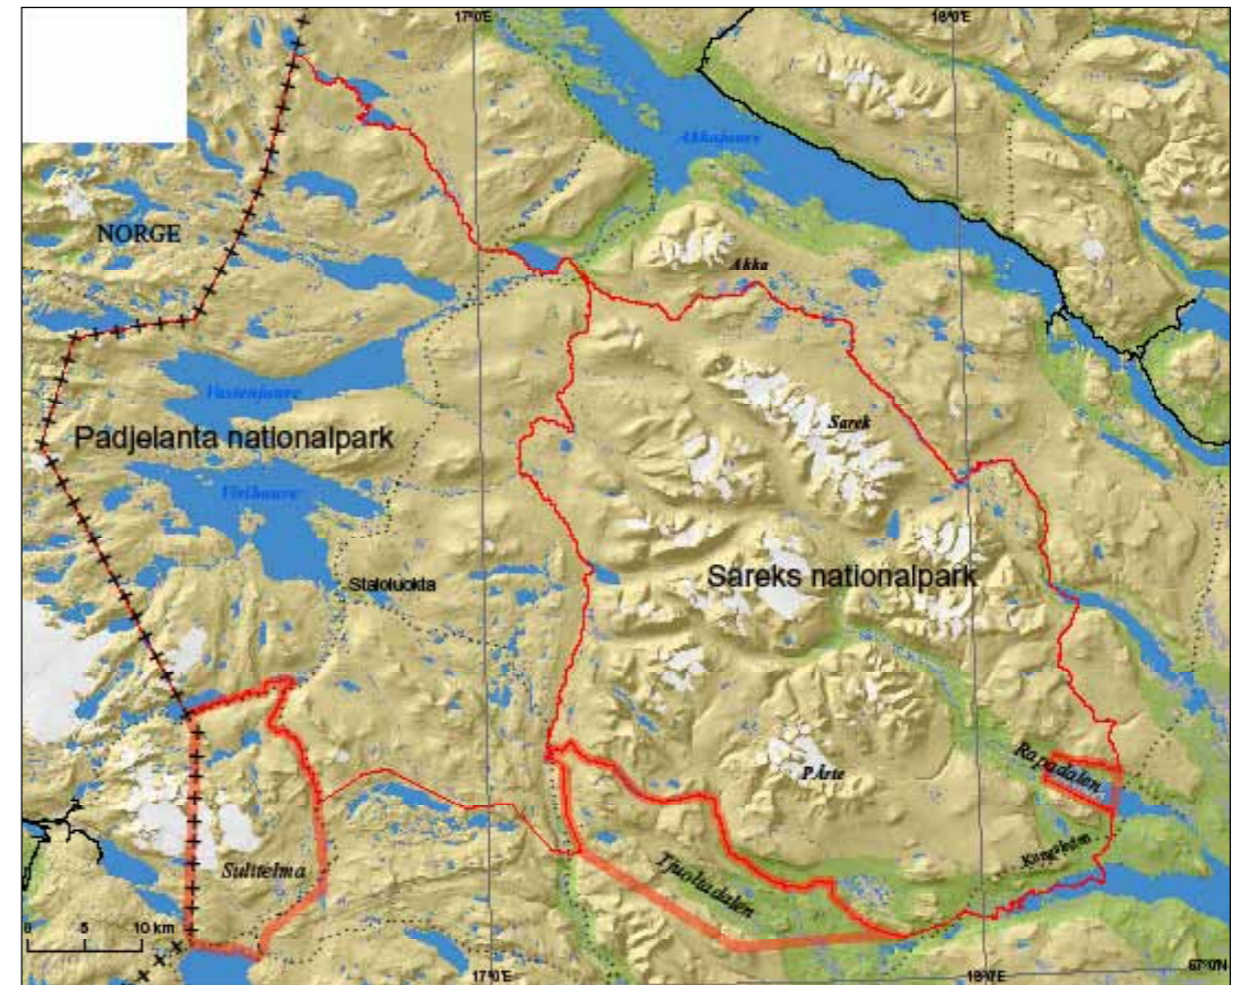 17°0'E
18°0'E
Akkajaure
NORGE
Akka
Vastenjaure
Sarek
Padjelanta nationalpark
Virihaure
Staloluokta
Sareks nationalpark
Rapadalen
PÅrte
Sulitelma
Tjuoltadalen
0 5 10 km
17°0'E
18°0'E
67°0'N